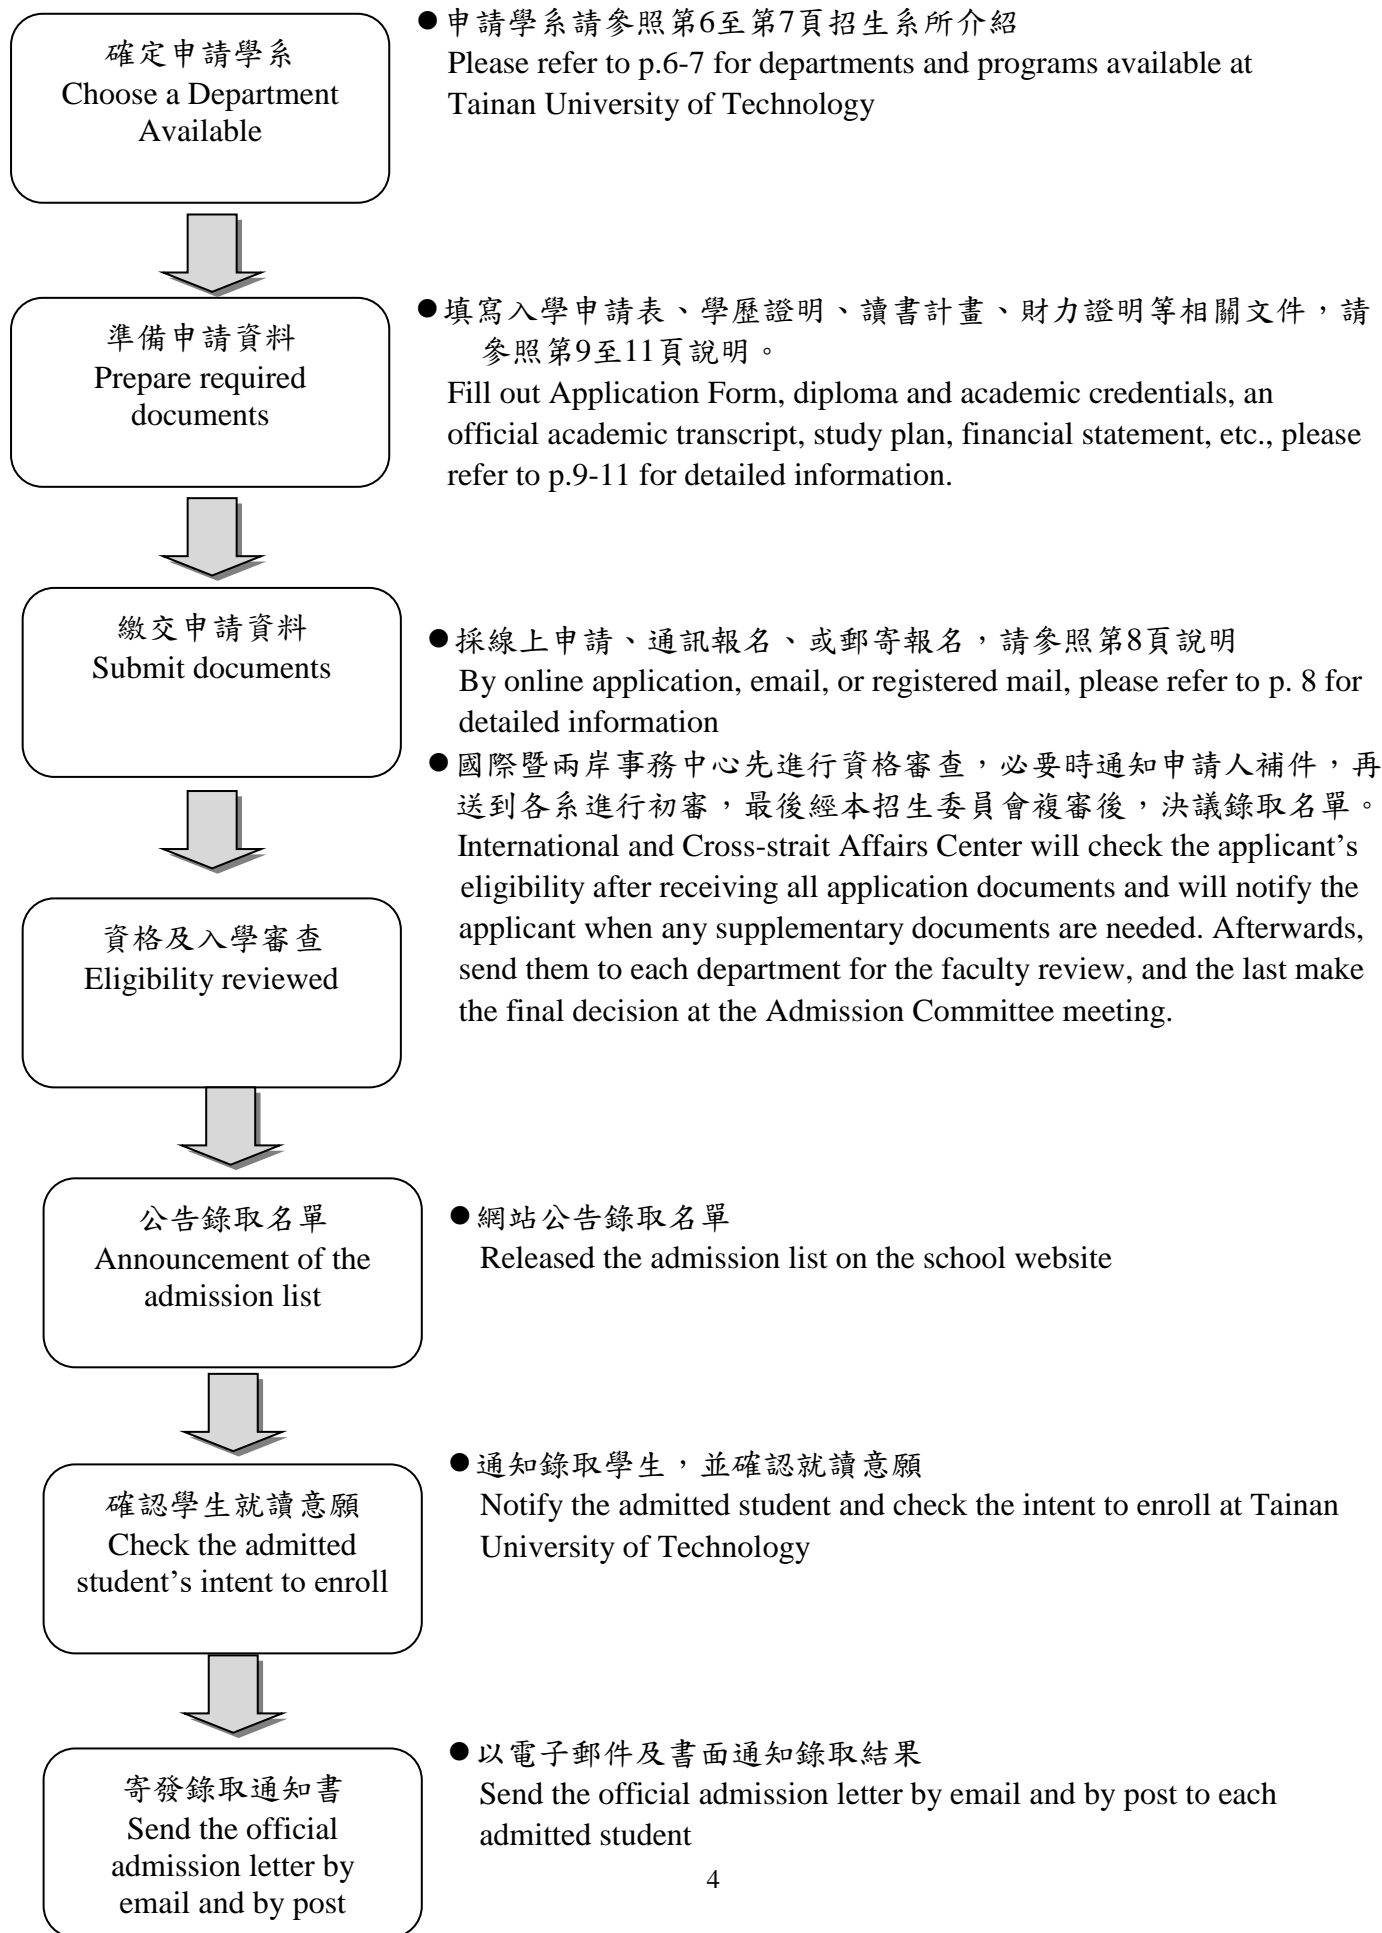 確定申請學系
Choose a Department
Available
●申請學系請參照第6至第7頁招生系所介紹
Please refer to p.6-7 for departments and programs available at
Tainan University of Technology
準備申請資料
Prepare required
documents
●填寫入學申請表、學歷證明、讀書計畫、財力證明等相關文件，請
參照第9至11頁說明。
Fill out Application Form, diploma and academic credentials, an
official academic transcript, study plan, financial statement, etc., please
refer to p.9-11 for detailed information.
繳交申請資料
Submit documents
●採線上申請、通訊報名、或郵寄報名，請參照第8頁說明
By online application, email, or registered mail, please refer to p. 8 for
detailed information
資格及入學審查
Eligibility reviewed
●國際暨兩岸事務中心先進行資格審查，必要時通知申請人補件，再
送到各系進行初審，最後經本招生委員會複審後，決議錄取名單。
International and Cross-strait Affairs Center will check the applicant’s
eligibility after receiving all application documents and will notify the
applicant when any supplementary documents are needed. Afterwards,
send them to each department for the faculty review, and the last make
the final decision at the Admission Committee meeting.
公告錄取名單
Announcement of the
admission list
●網站公告錄取名單
Released the admission list on the school website
確認學生就讀意願
Check the admitted
student’s intent to enroll
●通知錄取學生，並確認就讀意願
Notify the admitted student and check the intent to enroll at Tainan
University of Technology
寄發錄取通知書
Send the official
admission letter by
email and by post
●以電子郵件及書面通知錄取結果
Send the official admission letter by email and by post to each
admitted student
4